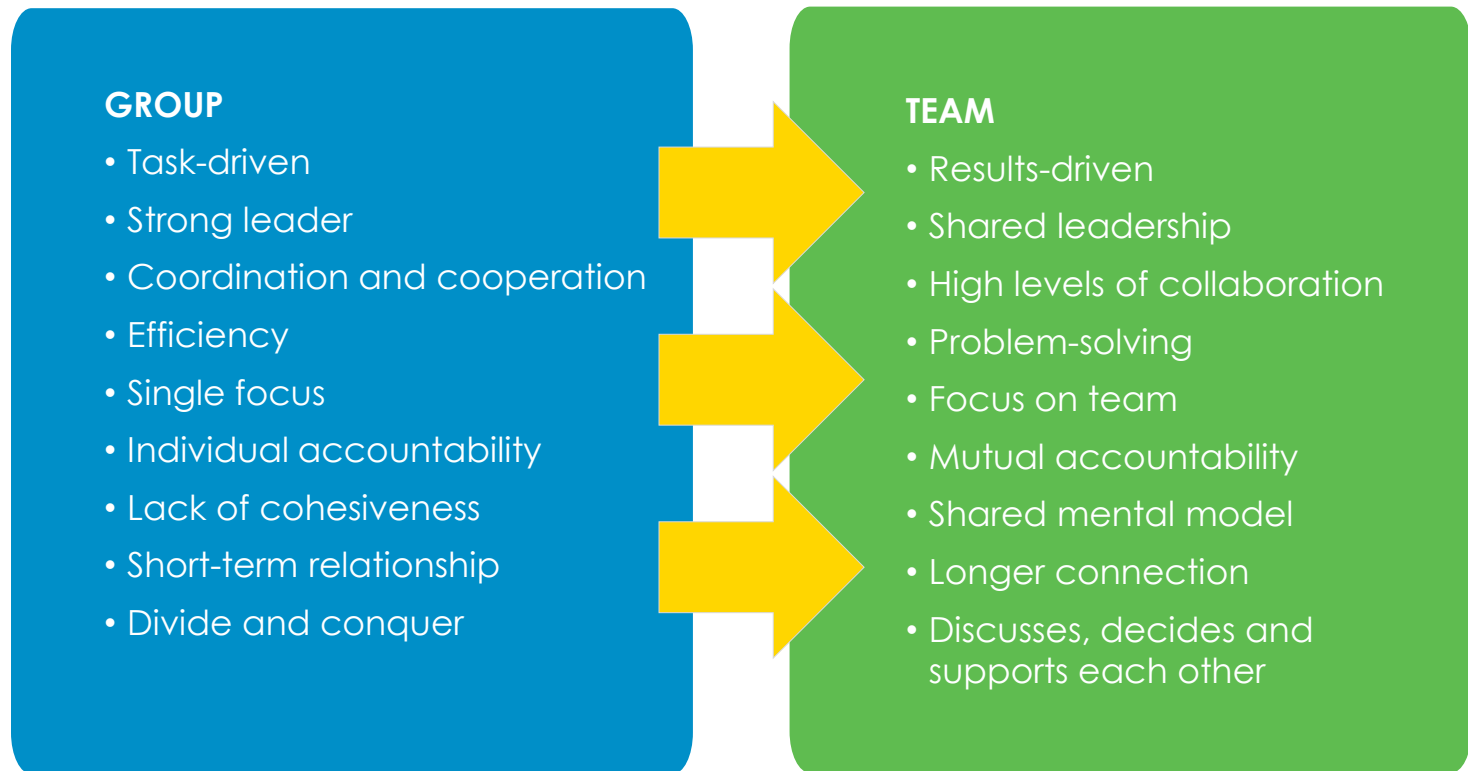 GROUP
• Task-driven
• Strong leader
• Coordination and cooperation
• Efficiency
• Single focus
• Individual accountability
• Lack of cohesiveness
• Short-term relationship
• Divide and conquer
TEAM
• Results-driven
• Shared leadership
• High levels of collaboration
• Problem-solving
• Focus on team
• Mutual accountability
• Shared mental model
• Longer connection
• Discusses, decides and
supports each other